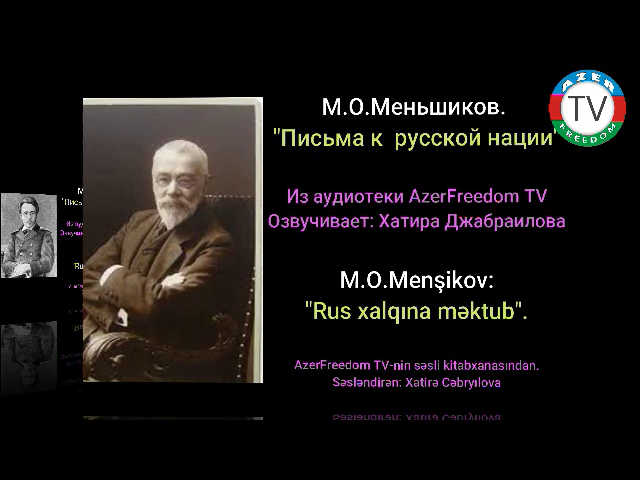 М.О.Меньшиков.
"Письма к русской нации"
Из аудиотеки AzerFreedom TV
Озвучивает: Хатира Джабраилова
M.O.Menşikov:
"Rus xalqına məktub".
AzerFreedom TV-nin səsli kitabxanasından.
Səsləndirən: Xatirə Cəbryılova
AZER
TV
FREEDOM